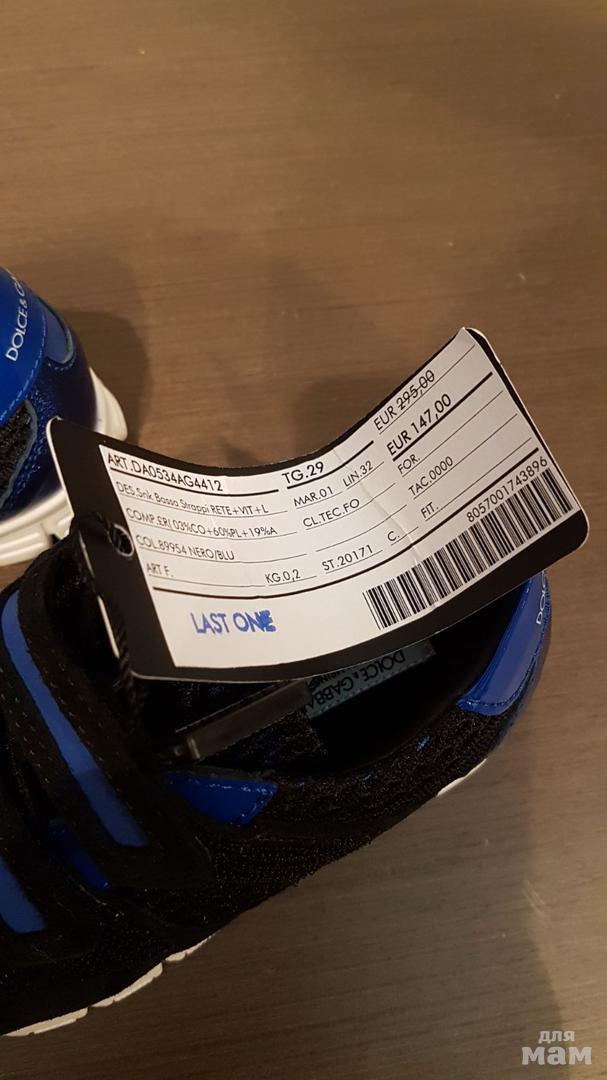 DOLCE &
ART.DA0534AG4412 TG.29 EUR 295,00
DES.Snk Basso Strappi RETE+VIT+L MAR.01 LIN.32 EUR 147,00
COMP.SR( 03%CO+60%PL+19%A CL.TEC.FO FOR
COL.89954 NERO/BLU TAC.0000
ART F. KG.0,2 ST.20171 C. FIT.
8057001743896
LAST ONE
DOLCE & GABBA
для
мам